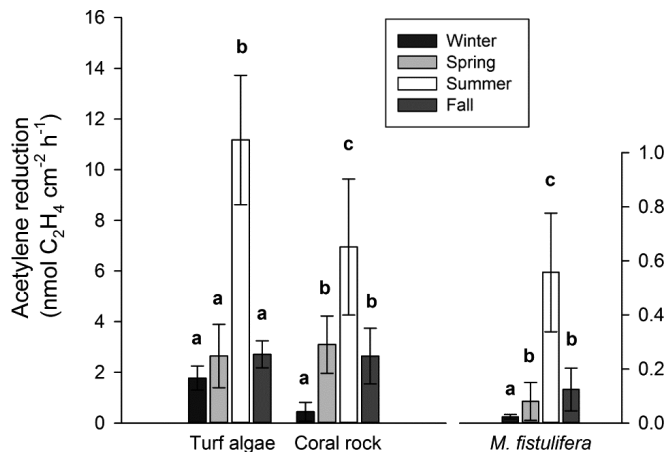 16
14
12
10
8
6
4
2
0
Acetylene reduction
(nmol C₂H₄ cm⁻² h⁻¹)
Winter
Spring
Summer
Fall
a
a
b
a
a
b
c
b
a
b
c
b
1.0
0.8
0.6
0.4
0.2
0.0
Turf algae
Coral rock
M. fistulifera